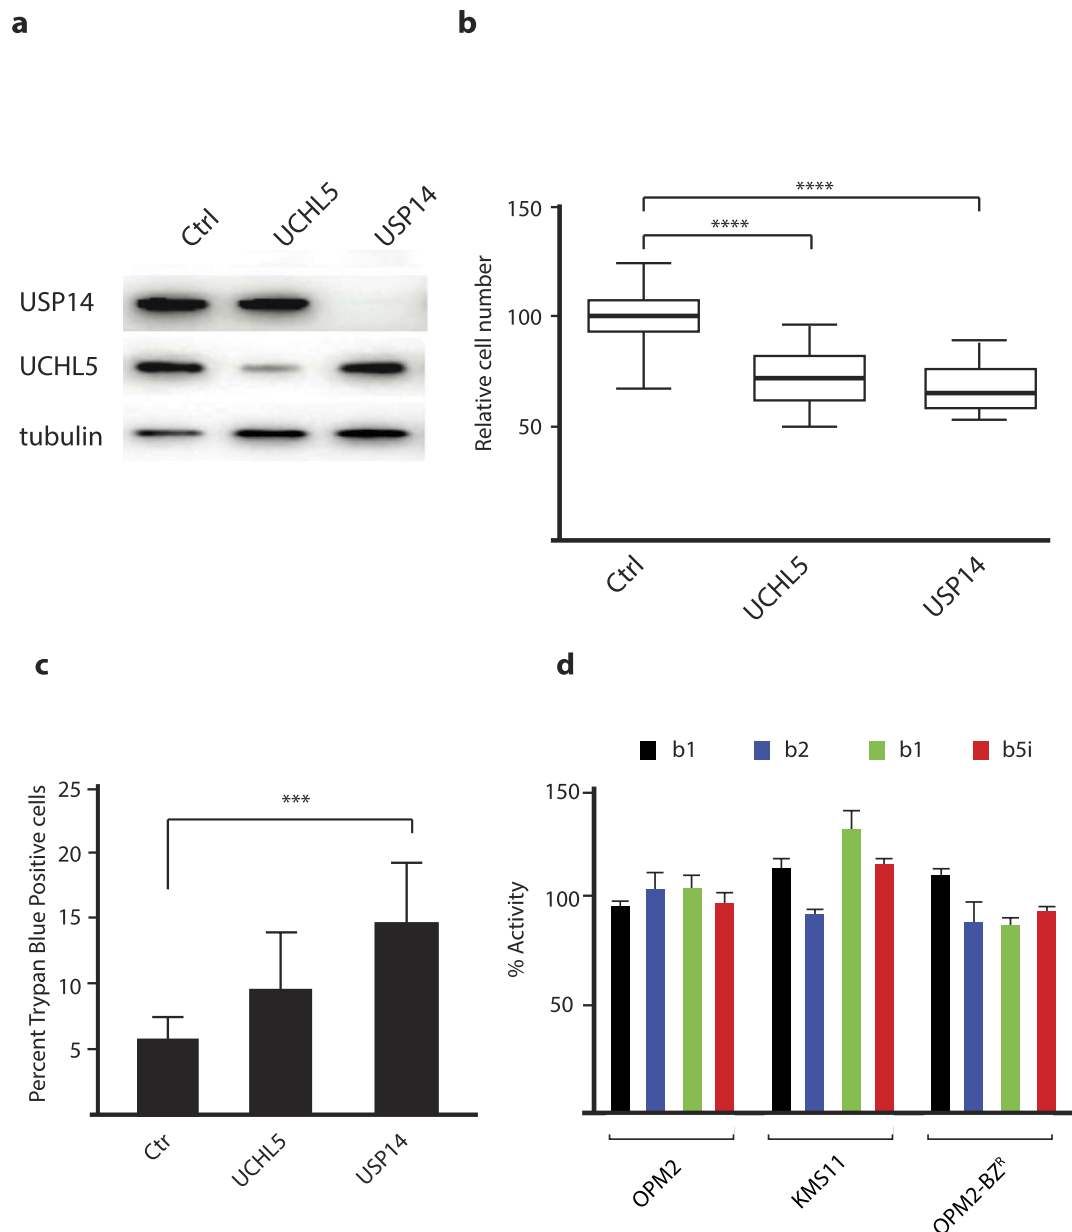 a
b
Ctrl
UCHL5
USP14
USP14
UCHL5
tubulin
****
****
150
100
50
Relative cell number
Ctrl
UCHL5
USP14
c
d
***
25
20
15
10
5
Percent Trypan Blue Positive cells
Ctr
UCHL5
USP14
b1 b2 b1 b5i
150
100
50
% Activity
OPM2
KMS11
OPM2-BZᴿ